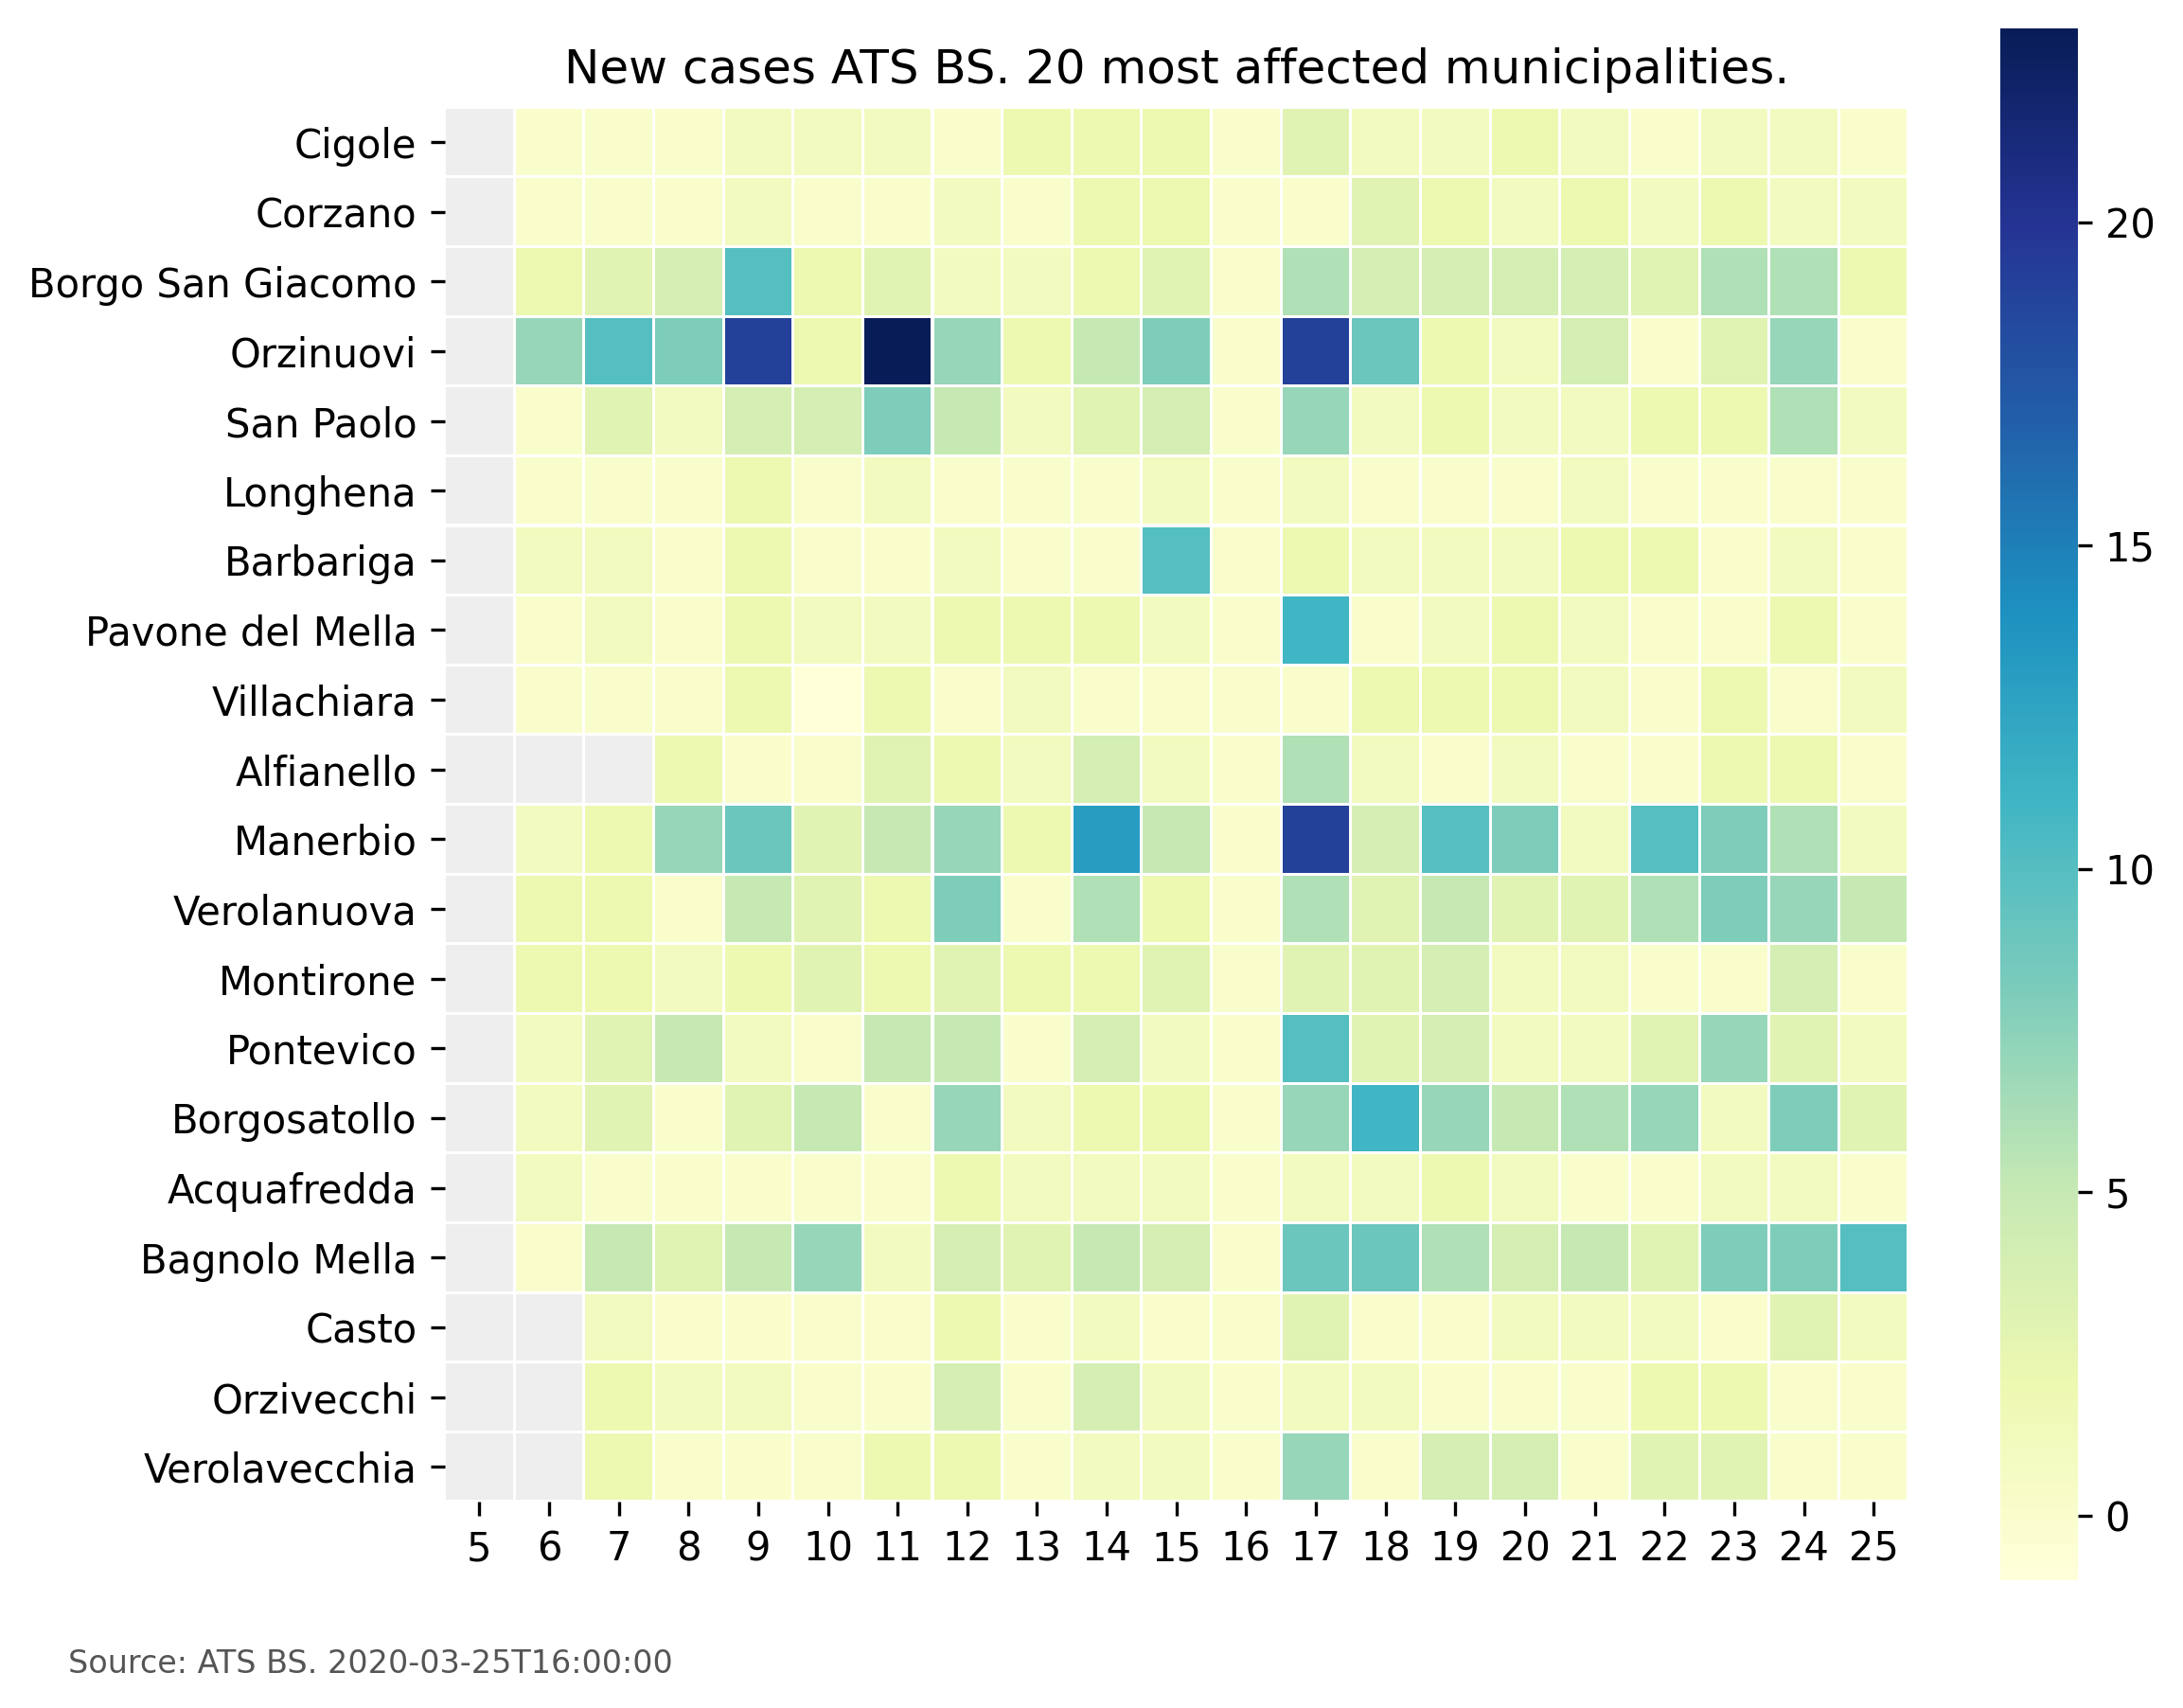 New cases ATS BS. 20 most affected municipalities.
Cigole
Corzano
Borgo San Giacomo
Orzinuovi
San Paolo
Longhena
Barbariga
Pavone del Mella
Villachiara
Alfianello
Manerbio
Verolanuova
Montirone
Pontevico
Borgosatollo
Acquafredda
Bagnolo Mella
Casto
Orzivecchi
Verolavecchia
5 6 7 8 9 10 11 12 13 14 15 16 17 18 19 20 21 22 23 24 25
20
15
10
5
0
Source: ATS BS. 2020-03-25T16:00:00